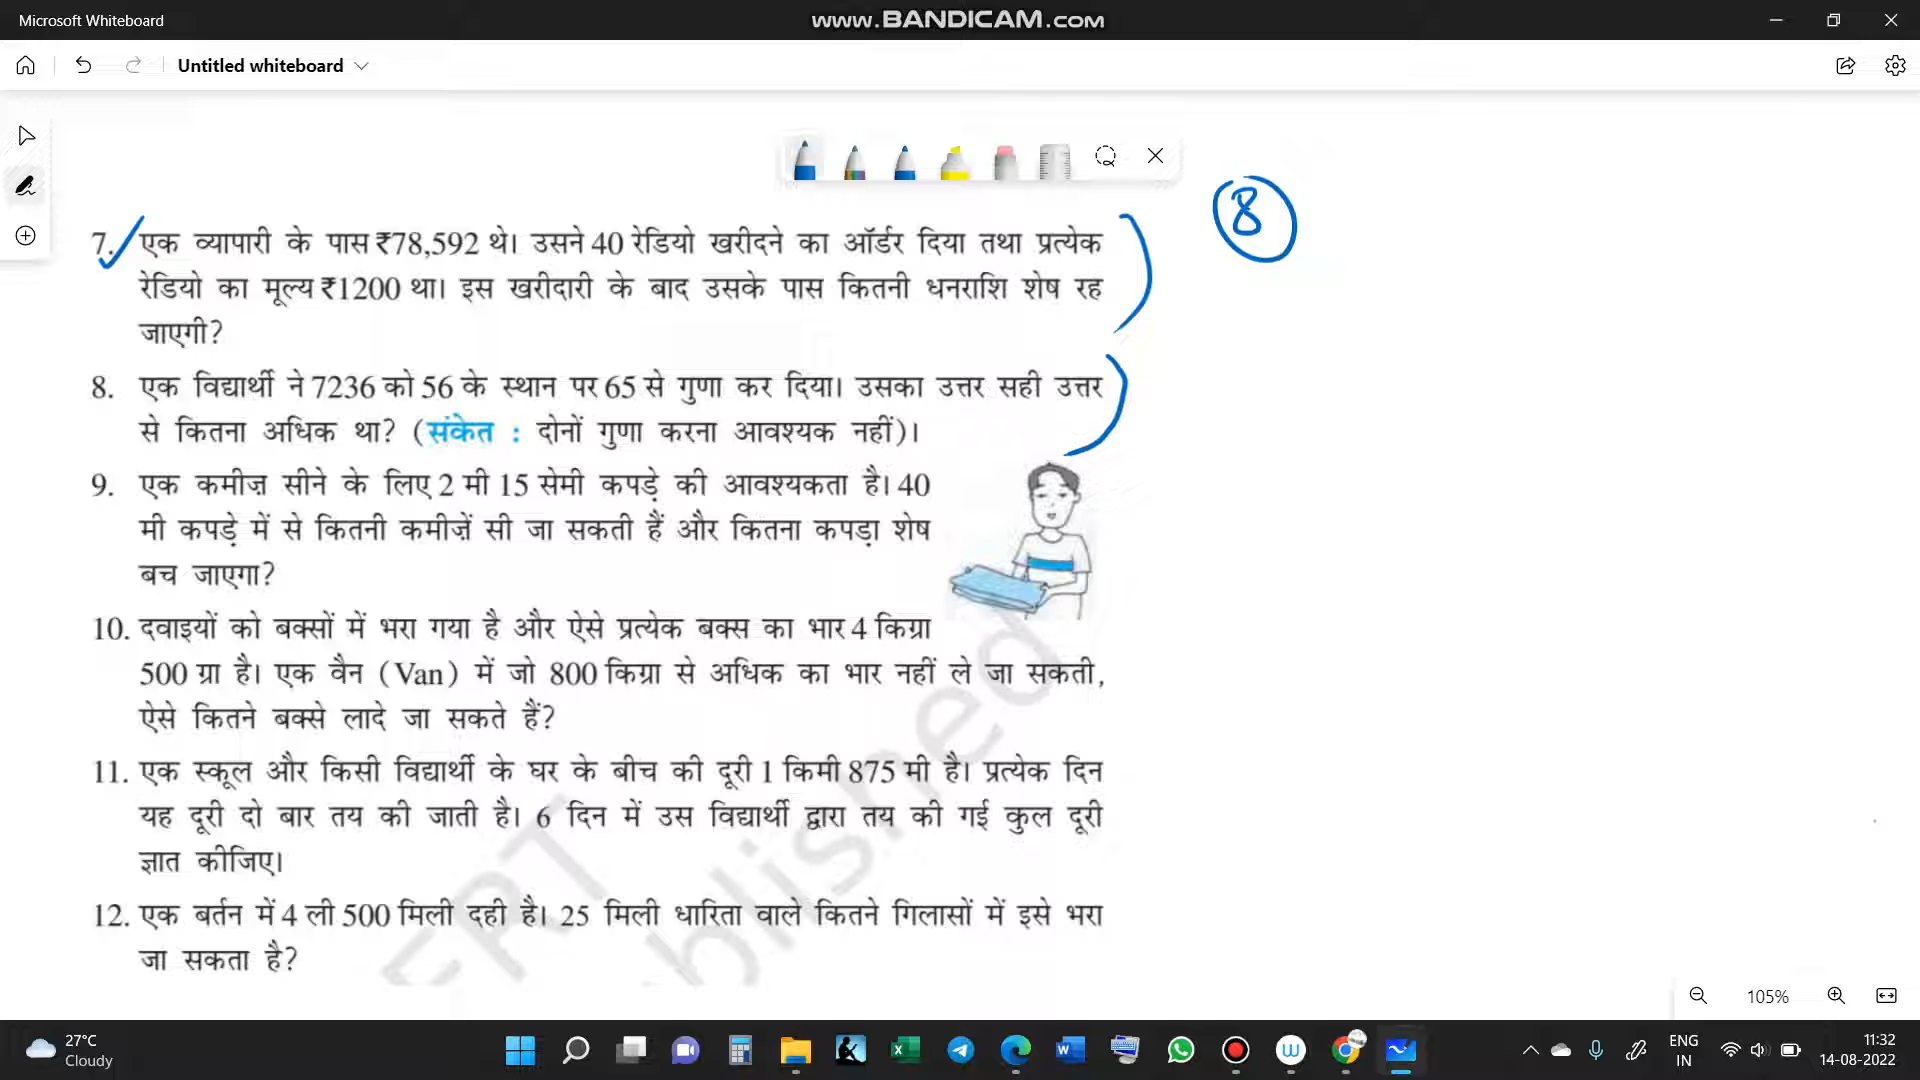 Microsoft Whiteboard
www.BANDICAM.com
Untitled whiteboard
8
7. एक व्यापारी के पास ₹78,592 थे। उसने 40 रेडियो खरीदने का ऑर्डर दिया तथा प्रत्येक
रेडियो का मूल्य ₹1200 था। इस खरीदारी के बाद उसके पास कितनी धनराशि शेष रह
जाएगी?
8. एक विद्यार्थी ने 7236 को 56 के स्थान पर 65 से गुणा कर दिया। उसका उत्तर सही उत्तर
से कितना अधिक था? (संकेत : दोनों गुणा करना आवश्यक नहीं)।
9. एक कमीज़ सीने के लिए 2 मी 15 सेमी कपड़े की आवश्यकता है। 40
मी कपड़े में से कितनी कमीज़ें सी जा सकती हैं और कितना कपड़ा शेष
बच जाएगा?
10. दवाइयों को बक्सों में भरा गया है और ऐसे प्रत्येक बक्स का भार 4 किग्रा
500 ग्रा है। एक वैन (Van) में जो 800 किग्रा से अधिक का भार नहीं ले जा सकती,
ऐसे कितने बक्से लादे जा सकते हैं?
11. एक स्कूल और किसी विद्यार्थी के घर के बीच की दूरी 1 किमी 875 मी है। प्रत्येक दिन
यह दूरी दो बार तय की जाती है। 6 दिन में उस विद्यार्थी द्वारा तय की गई कुल दूरी
ज्ञात कीजिए।
12. एक बर्तन में 4 ली 500 मिली दही है। 25 मिली धारिता वाले कितने गिलासों में इसे भरा
जा सकता है?
blished
105%
27°C
Cloudy
ENG
IN
11:32
14-08-2022